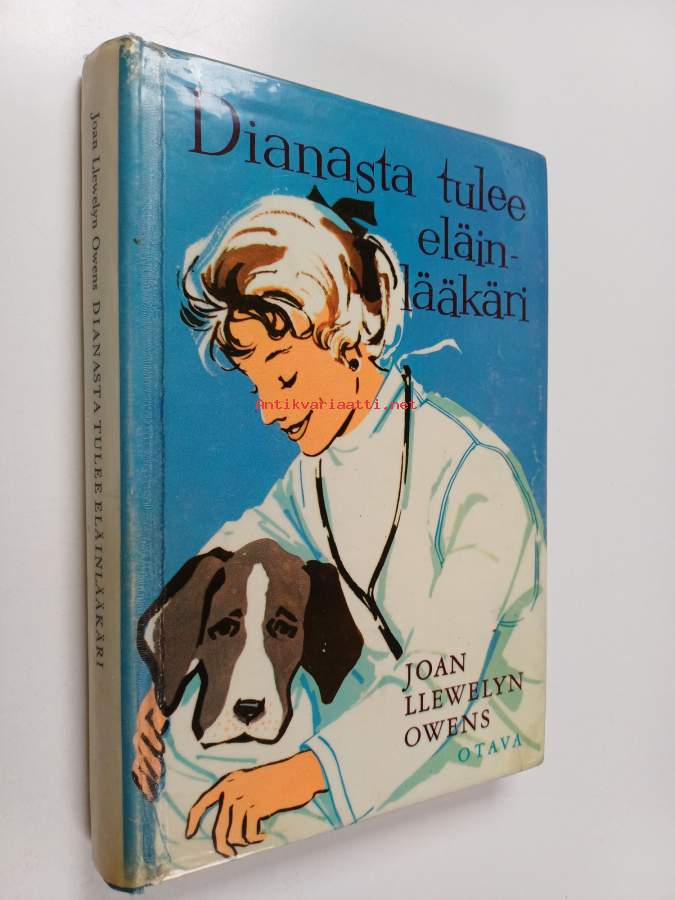 Joan Llewelyn Owens DIANASTA TULEE ELÄINLÄÄKÄRI
Dianasta tulee
eläin-
lääkäri
Antikvariaatti.net
JOAN
LLEWELYN
OWENS
OTAVA